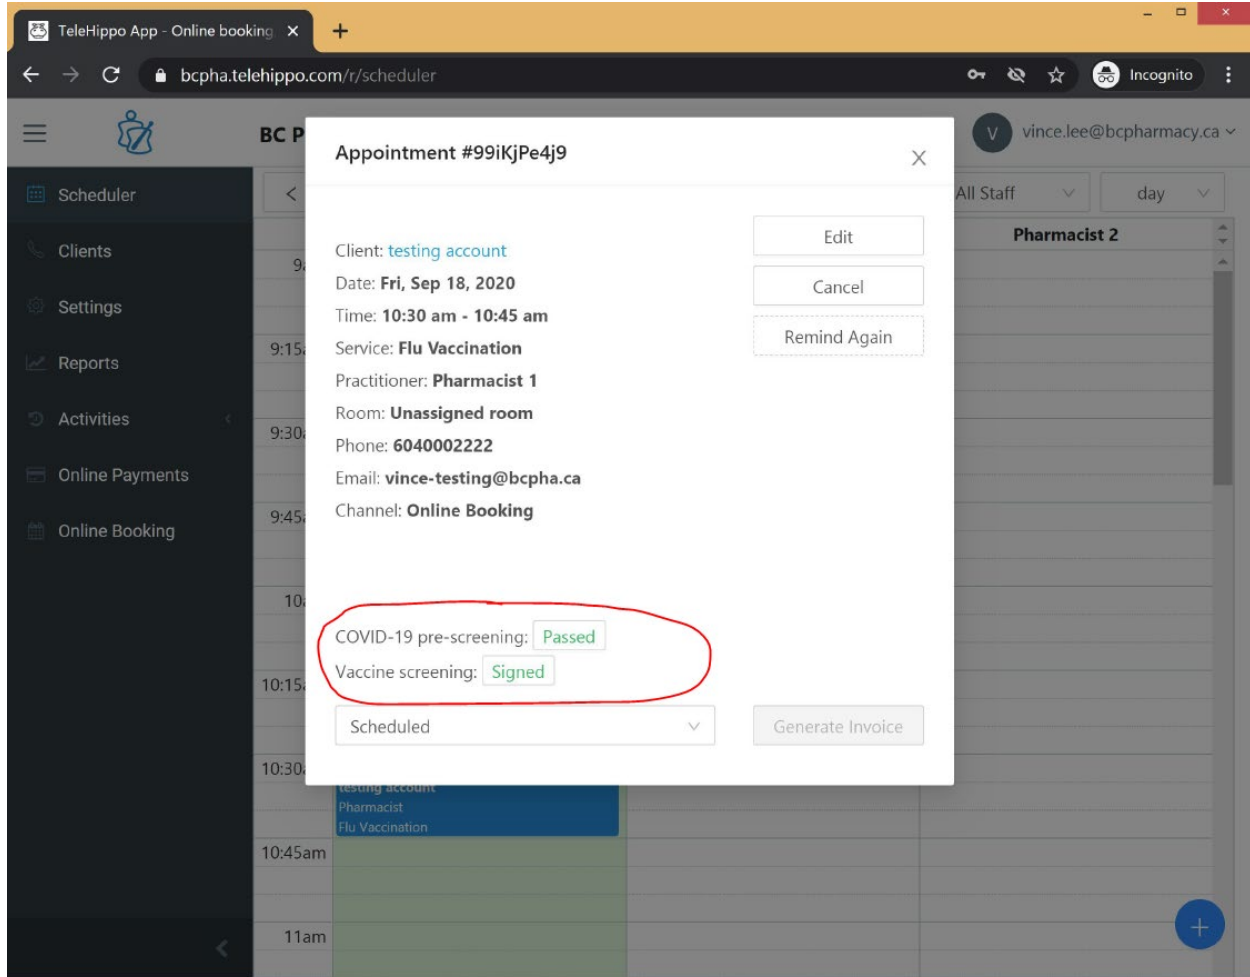 TeleHippo App - Online booking
bcpha.telehippo.com/r/scheduler
Incognito
BC P
vince.lee@bcpharmacy.ca
V
Scheduler
Clients
Settings
Reports
Activities
Online Payments
Online Booking
All Staff
day
Pharmacist 2
Appointment #99iKjPe4j9
Client: testing account
Date: Fri, Sep 18, 2020
Time: 10:30 am - 10:45 am
Service: Flu Vaccination
Practitioner: Pharmacist 1
Room: Unassigned room
Phone: 6040002222
Email: vince-testing@bcpha.ca
Channel: Online Booking
Edit
Cancel
Remind Again
COVID-19 pre-screening: Passed
Vaccine screening: Signed
Scheduled
Generate Invoice
9:15
9:30
9:45
10:15
10:30
testing account
Pharmacist
Flu Vaccination
10:45am
11am